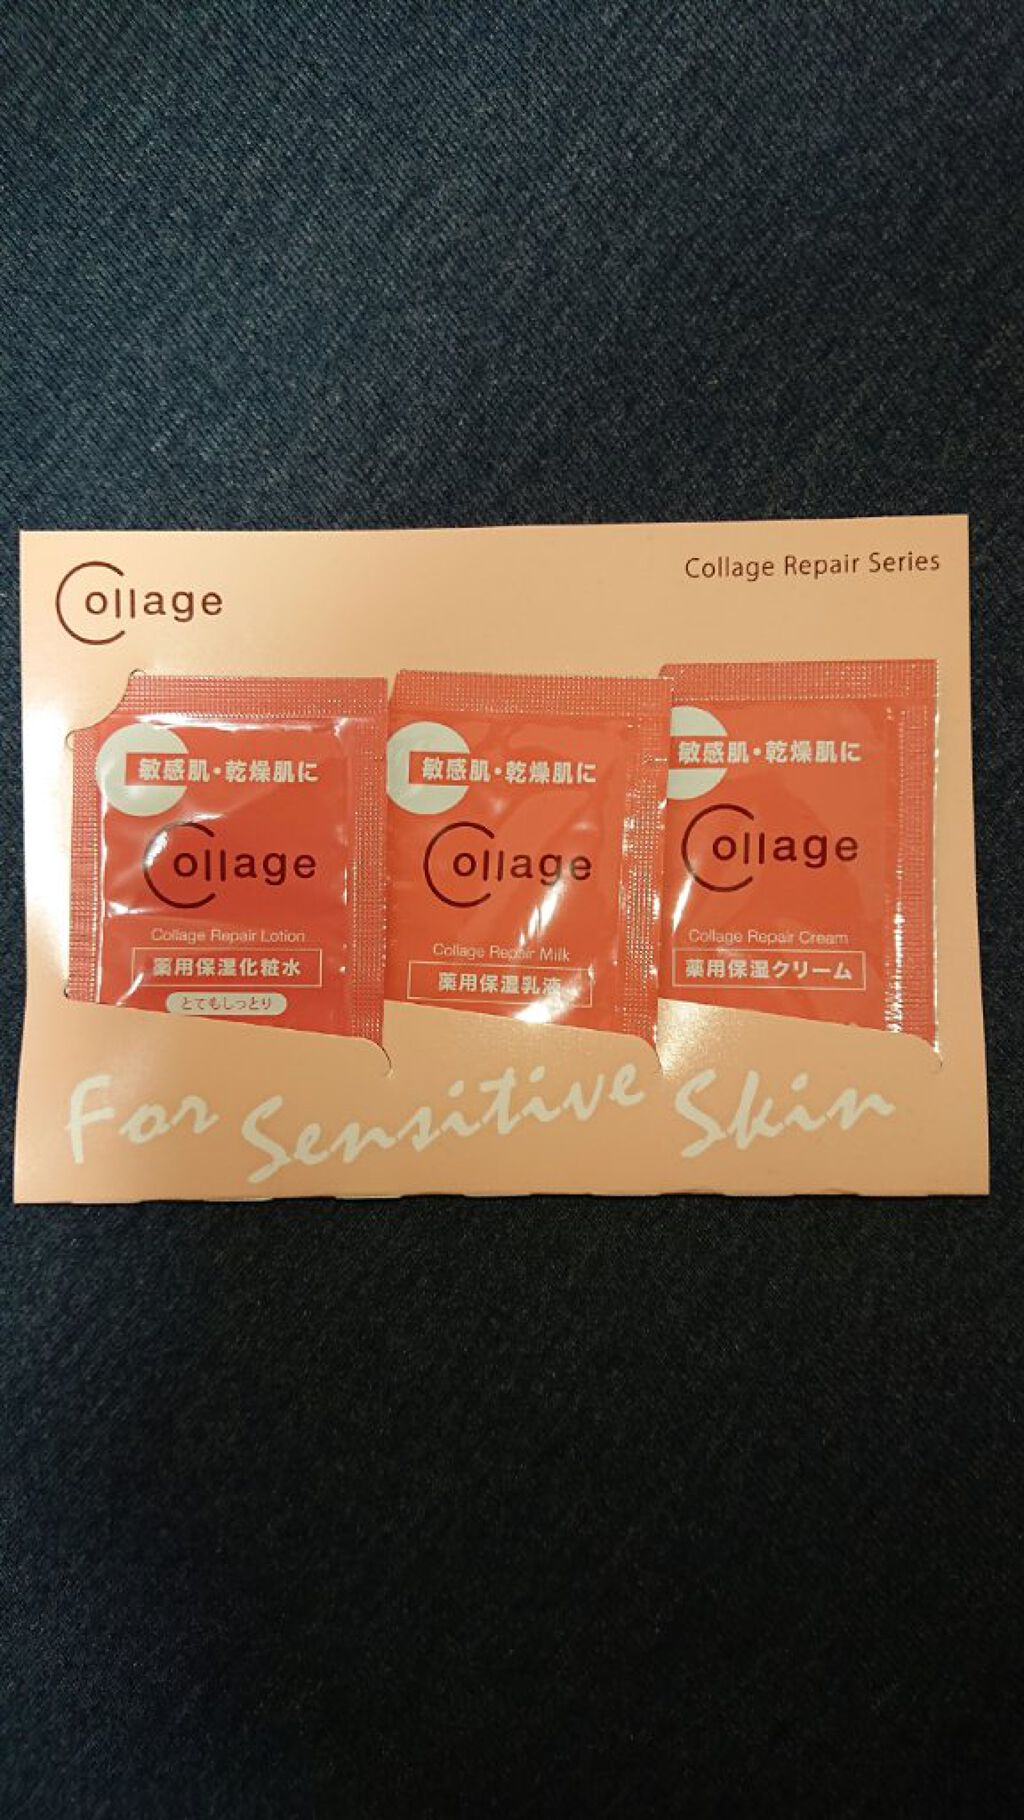 Collage
Collage Repair Series
敏感肌・乾燥肌に
Collage
Collage Repair Lotion
薬用保湿化粧水
とてもしっとり
敏感肌・乾燥肌に
Collage
Collage Repair Milk
薬用保湿乳液
敏感肌・乾燥肌に
Collage
Collage Repair Cream
薬用保湿クリーム
For Sensitive Skin